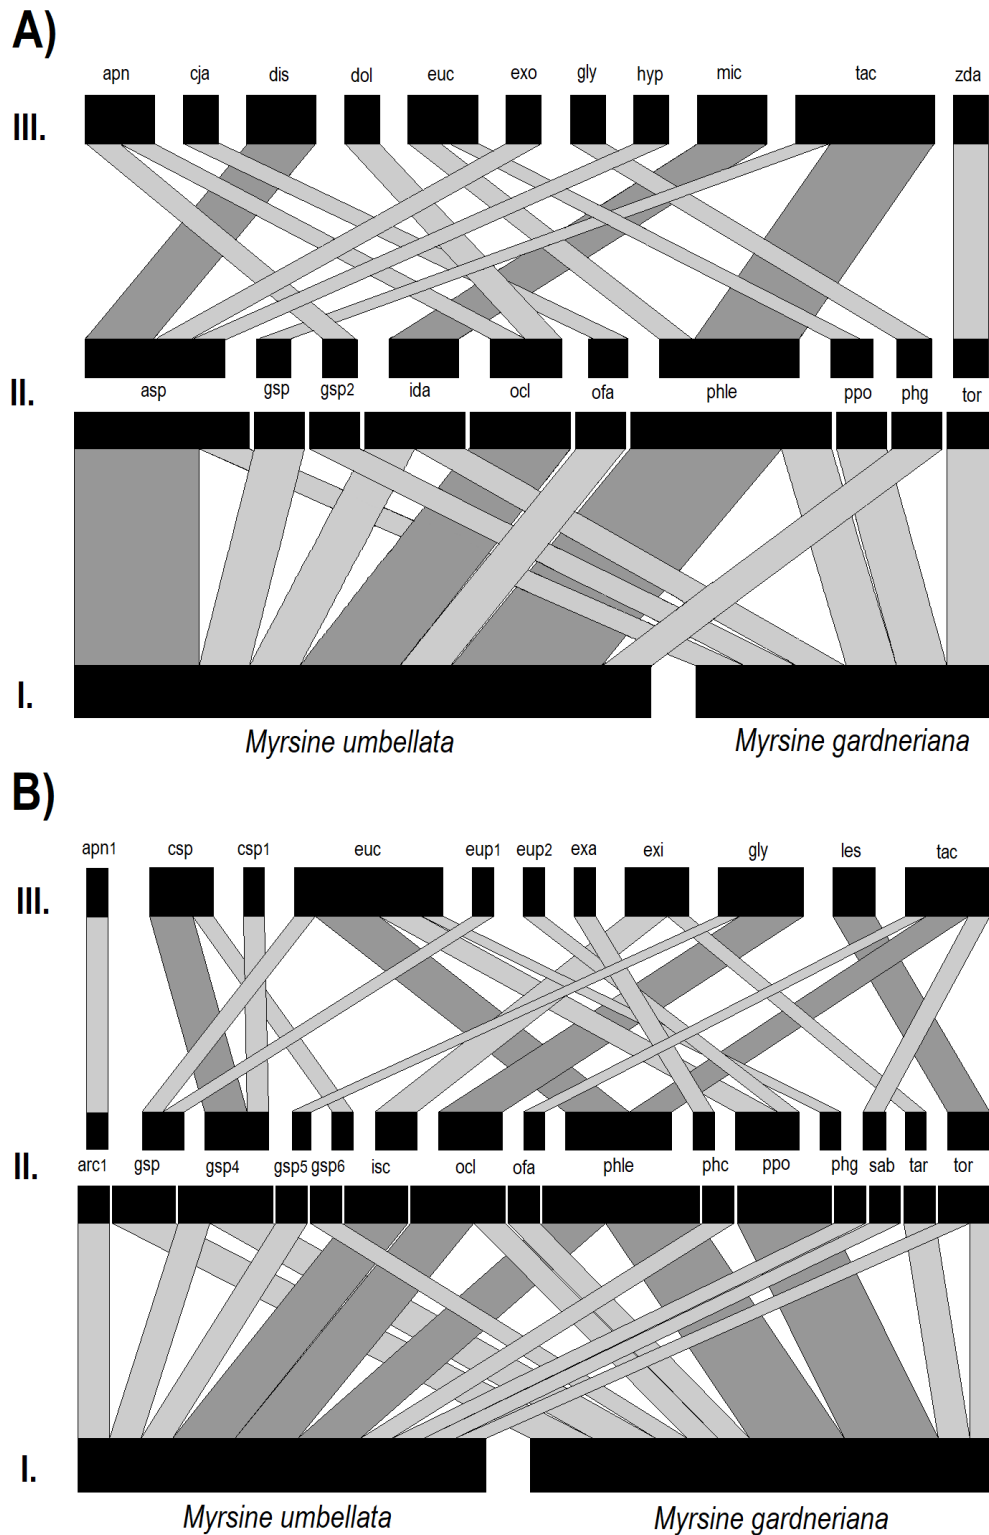 A)
apn cja dis dol euc exo gly hyp mic tac zda
III.
II.
asp gsp gsp2 ida ocl ofa phle ppo phg tor
I.
Myrsine umbellata Myrsine gardneriana
B)
apn1 csp csp1 euc eup1 eup2 exa exi gly les tac
III.
II.
arc1 gsp gsp4 gsp5 gsp6 isc ocl ofa phle phc ppo phg sab tar tor
I.
Myrsine umbellata Myrsine gardneriana